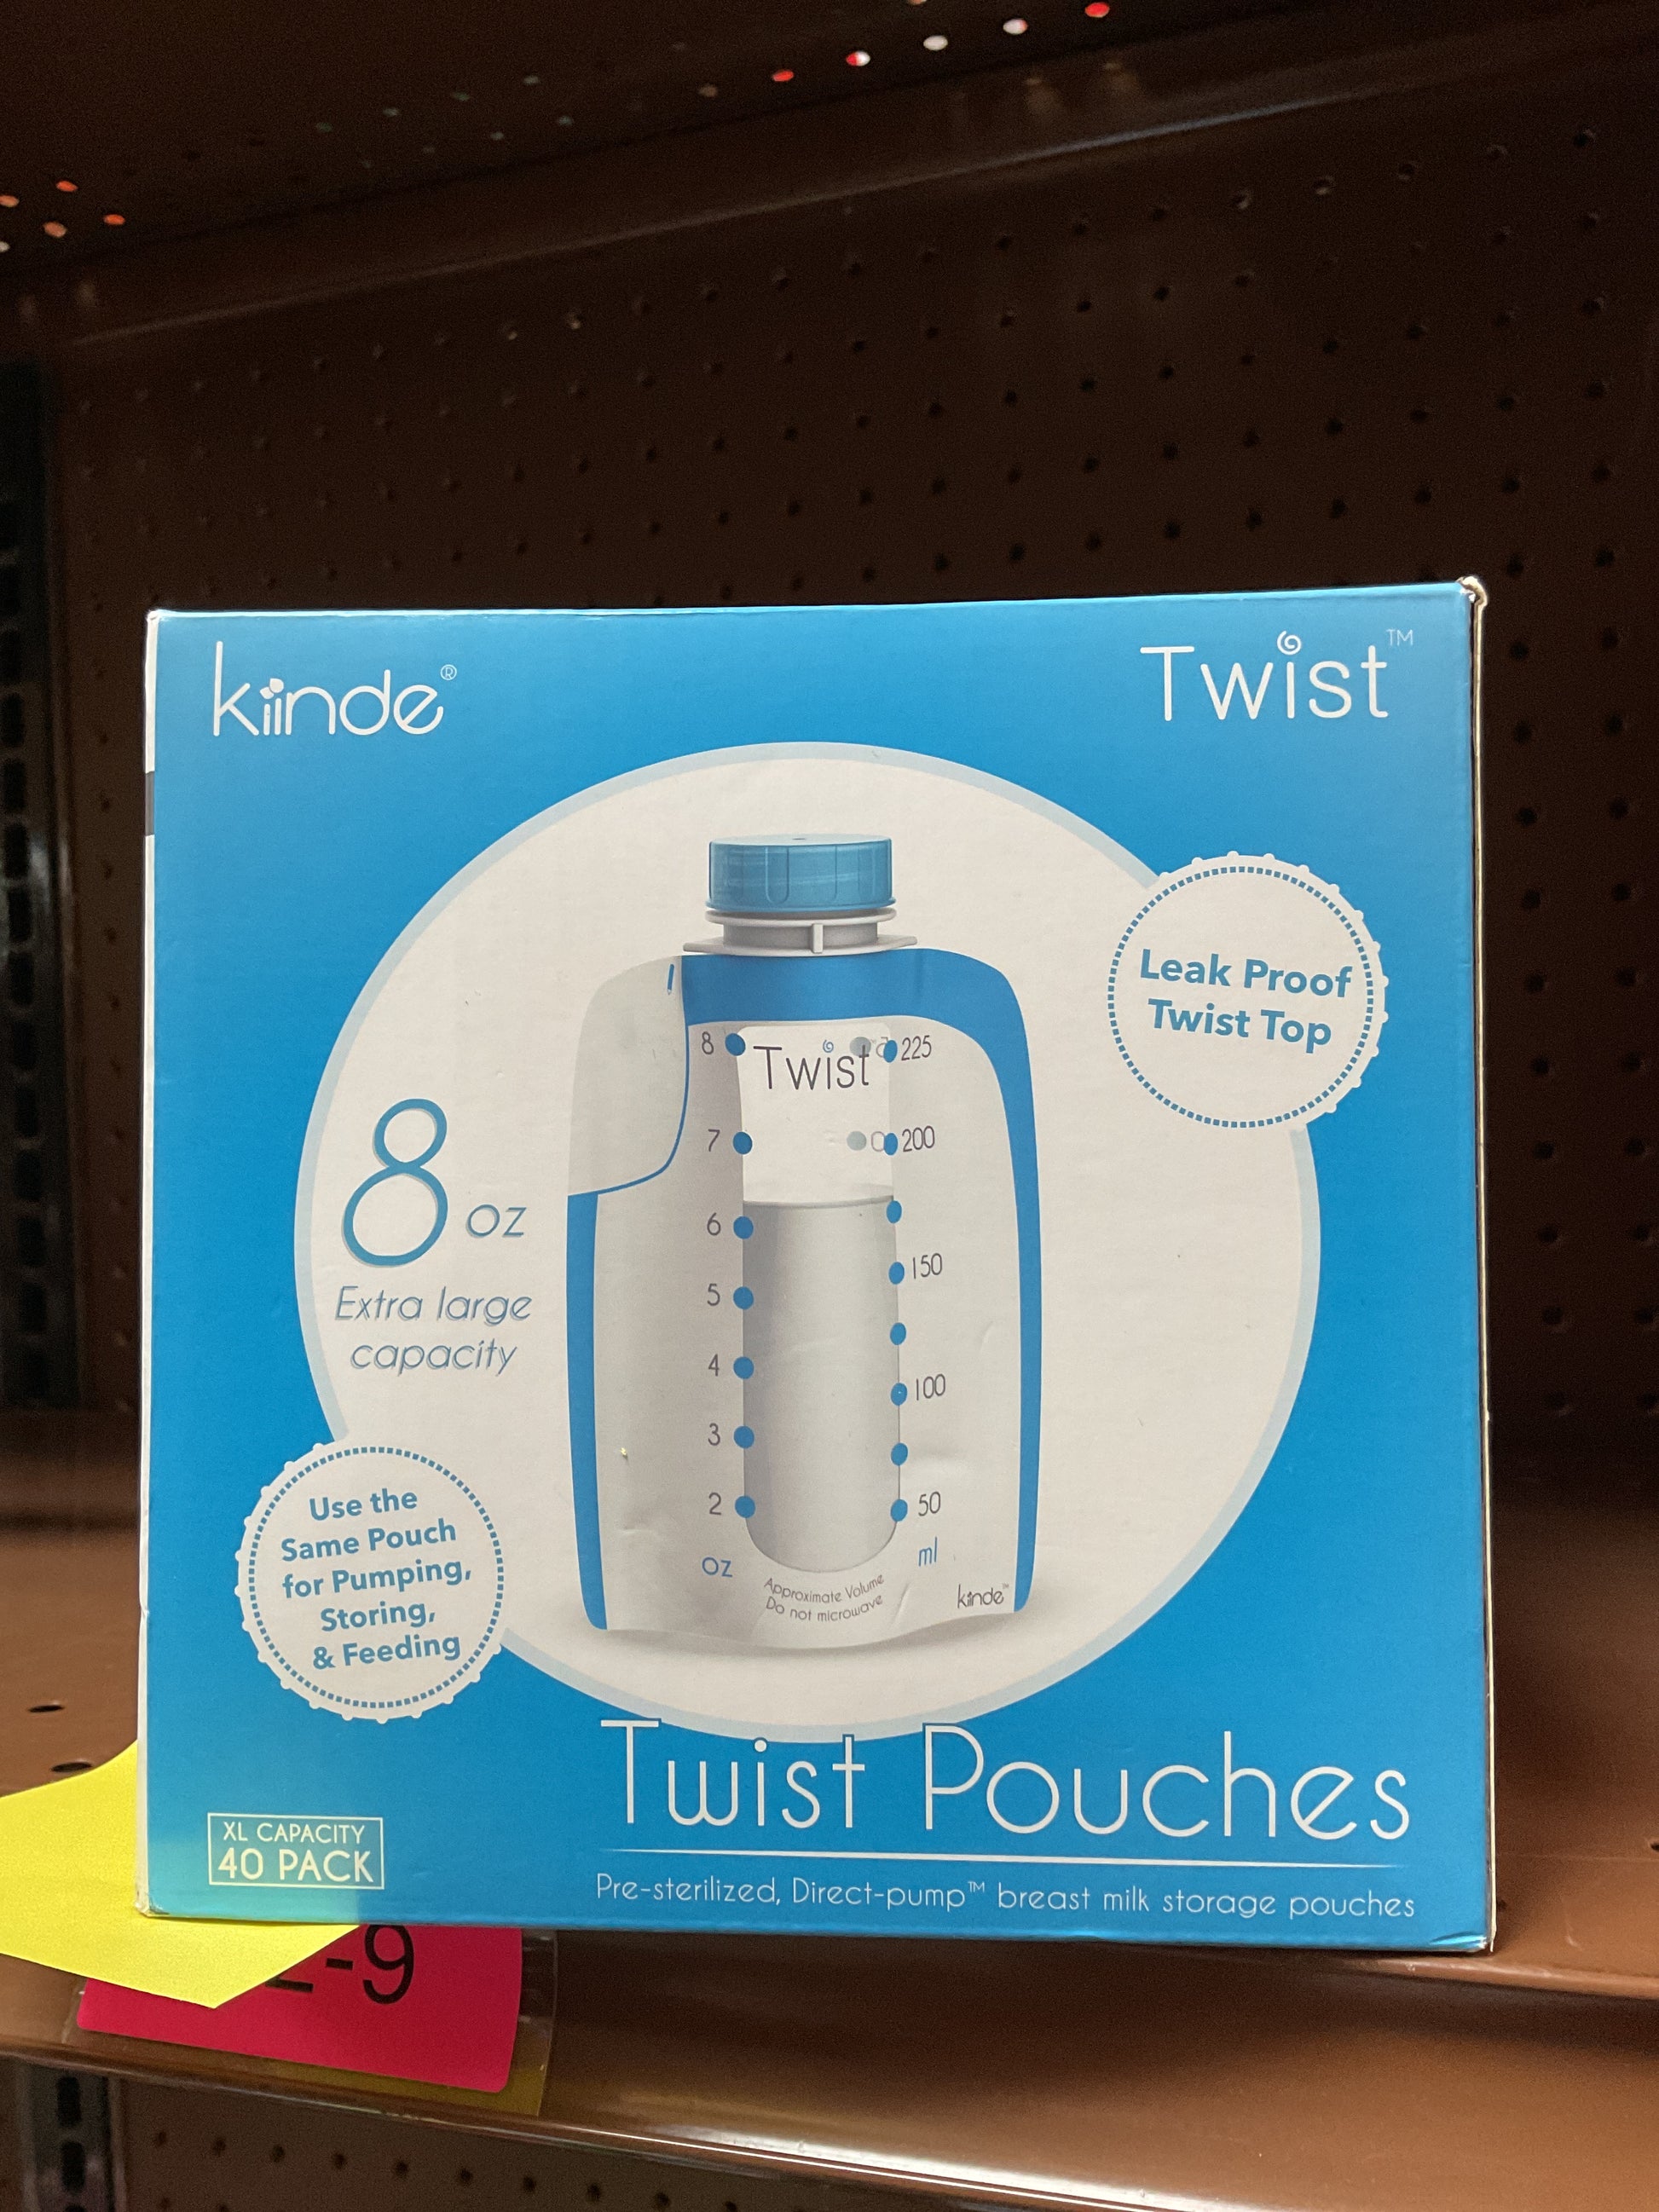 kiinde®
Twist™
Leak Proof
Twist Top
8 oz
Extra large
capacity
Twist
8
7
6
5
4
3
2
oz
225
200
150
100
50
ml
Approximate Volume
Do not microwave
kiinde™
Use the
Same Pouch
for Pumping,
Storing,
& Feeding
Twist Pouches
XL CAPACITY
40 PACK
Pre-sterilized, Direct-pump™ breast milk storage pouches
-9